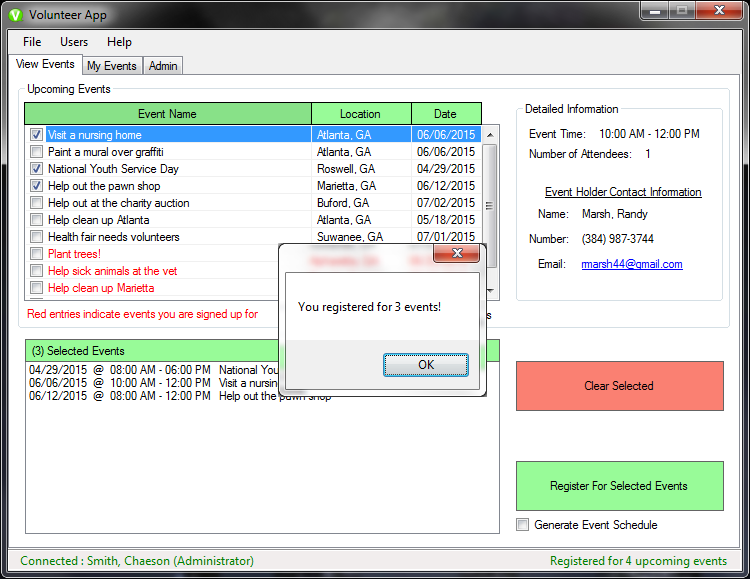 Volunteer App
File Users Help
View Events My Events Admin
Upcoming Events
Event Name Location Date
Visit a nursing home Atlanta, GA 06/06/2015
Paint a mural over graffiti Atlanta, GA 06/06/2015
National Youth Service Day Roswell, GA 04/29/2015
Help out the pawn shop Marietta, GA 06/12/2015
Help out at the charity auction Buford, GA 07/02/2015
Help clean up Atlanta Atlanta, GA 05/18/2015
Health fair needs volunteers Suwanee, GA 07/01/2015
Plant trees!
Help sick animals at the vet
Help clean up Marietta
Red entries indicate events you are signed up for
Detailed Information
Event Time: 10:00 AM - 12:00 PM
Number of Attendees: 1
Event Holder Contact Information
Name: Marsh, Randy
Number: (384) 987-3744
Email: rmarsh44@gmail.com
You registered for 3 events!
OK
(3) Selected Events
04/29/2015 @ 08:00 AM - 06:00 PM National
06/06/2015 @ 10:00 AM - 12:00 PM Visit a
06/12/2015 @ 08:00 AM - 12:00 PM Help out the pawn shop
Clear Selected
Register For Selected Events
Generate Event Schedule
Connected : Smith, Chaeson (Administrator)
Registered for 4 upcoming events